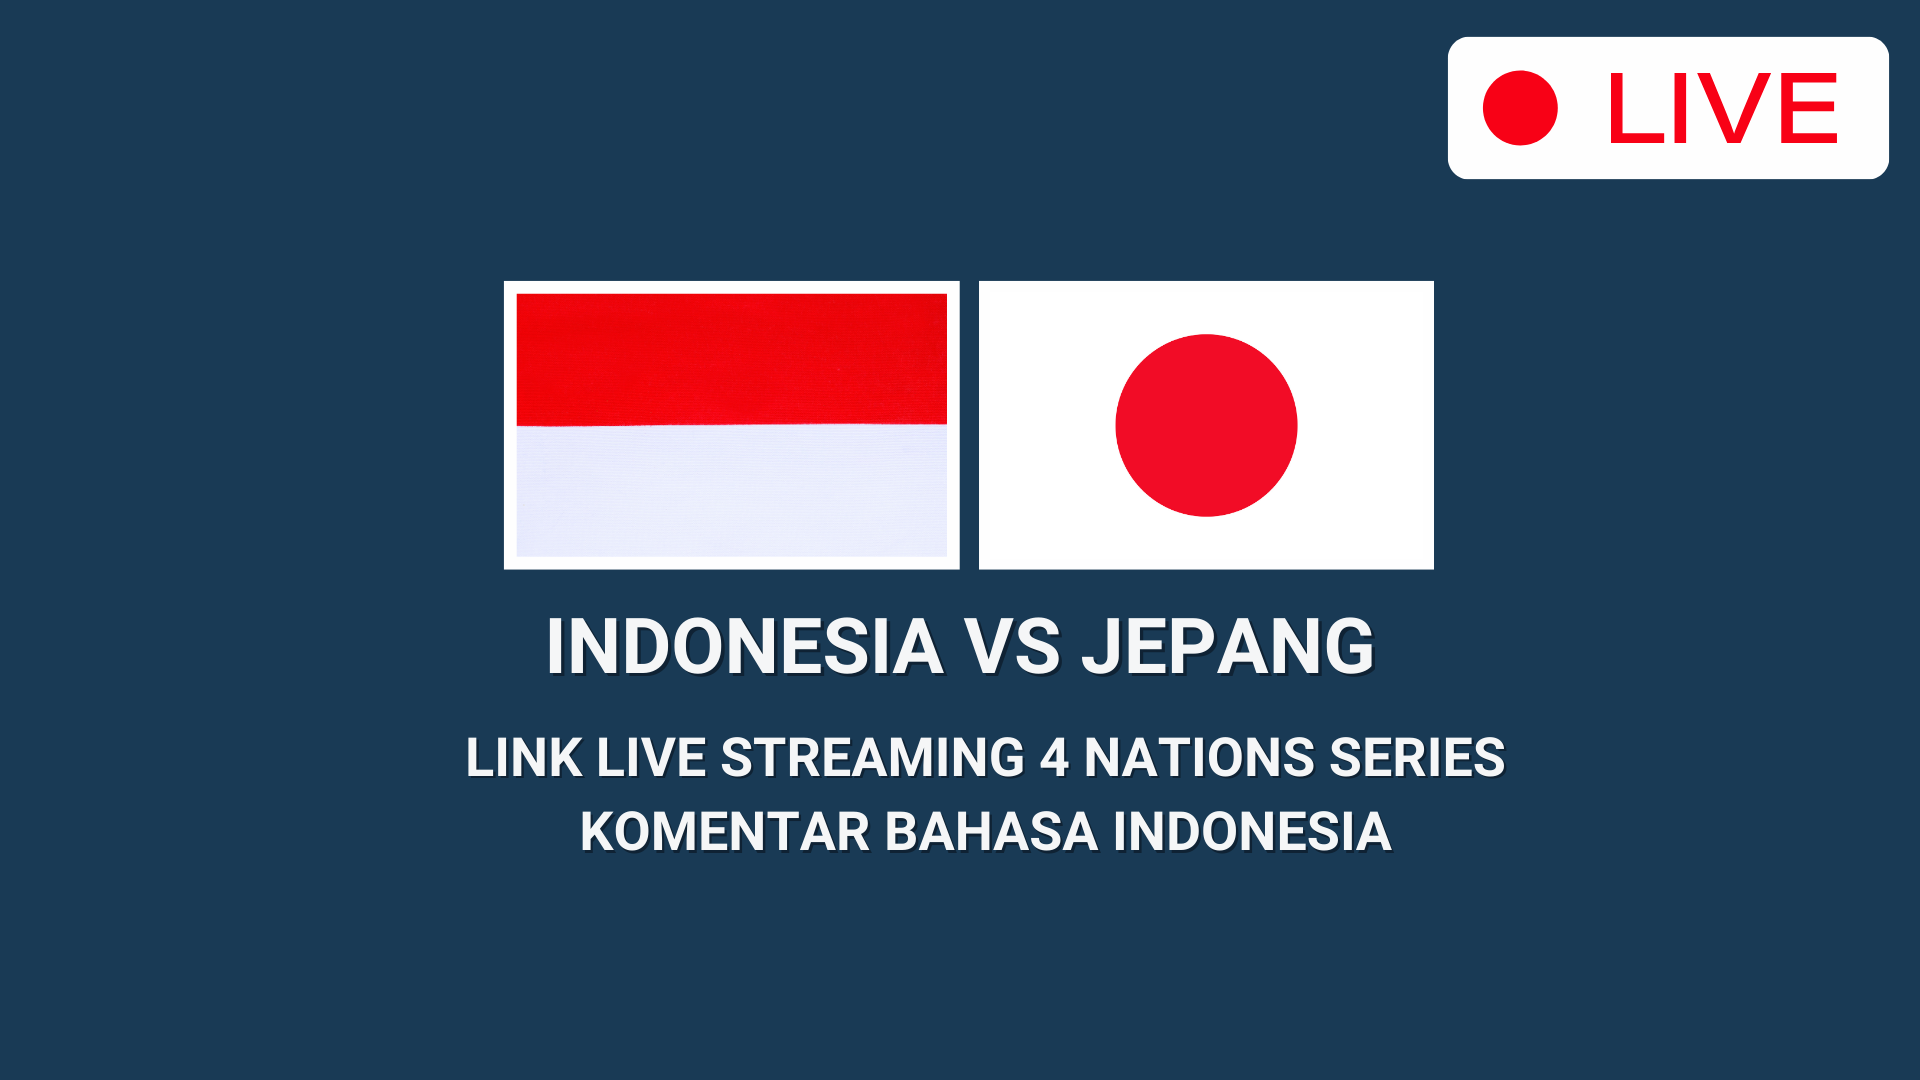 LIVE
INDONESIA VS JEPANG
LINK LIVE STREAMING 4 NATIONS SERIES
KOMENTAR BAHASA INDONESIA